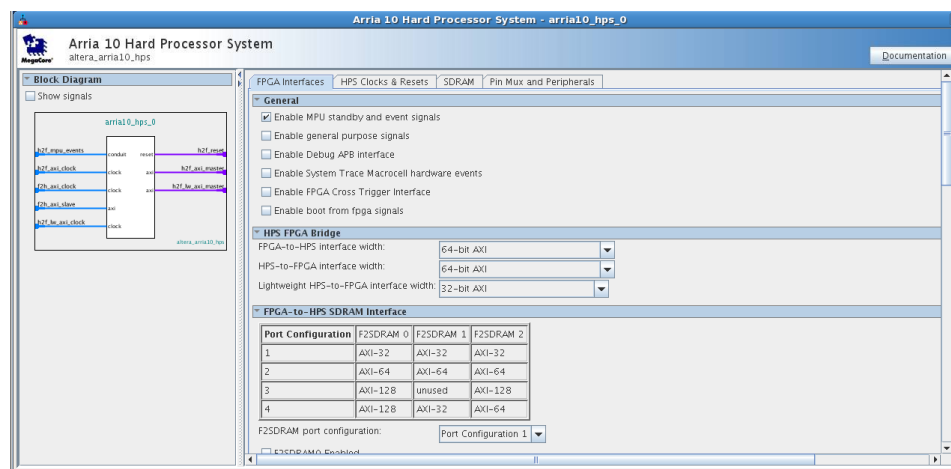 Arria 10 Hard Processor System - arria10_hps_0
MegaCore'
Arria 10 Hard Processor System
altera_arria10_hps
Documentation
Block Diagram
Show signals
arria10_hps_0
h2f_mpu_events
conduit
reset
h2f_reset
h2f_axi_clock
clock
axi
h2f_axi_master
f2h_axi_clock
clock
axi
h2f_lw_axi_master
f2h_axi_slave
axi
h2f_lw_axi_clock
clock
altera_arria10_hps
FPGA Interfaces HPS Clocks & Resets SDRAM Pin Mux and Peripherals
General
Enable MPU standby and event signals
Enable general purpose signals
Enable Debug APB interface
Enable System Trace Macrocell hardware events
Enable FPGA Cross Trigger Interface
Enable boot from fpga signals
HPS FPGA Bridge
FPGA-to-HPS interface width: 64-bit AXI
HPS-to-FPGA interface width: 64-bit AXI
Lightweight HPS-to-FPGA interface width: 32-bit AXI
FPGA-to-HPS SDRAM Interface
Port Configuration F2SDRAM 0 F2SDRAM 1 F2SDRAM 2
1 AXI-32 AXI-32 AXI-32
2 AXI-64 AXI-64 AXI-64
3 AXI-128 unused AXI-128
4 AXI-128 AXI-32 AXI-64
F2SDRAM port configuration: Port Configuration 1
F2SDRAM0 Enabled